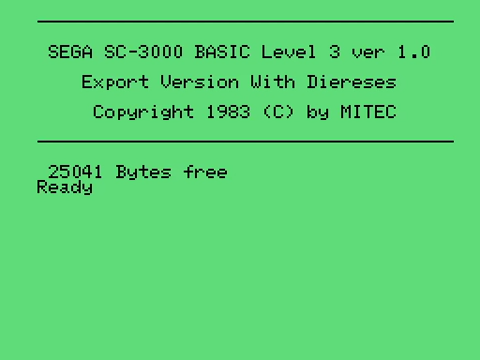 SEGA SC-3000 BASIC Level 3 ver 1.0
Export Version With Diereses
Copyright 1983 (C) by MITEC
25041 Bytes free
Ready